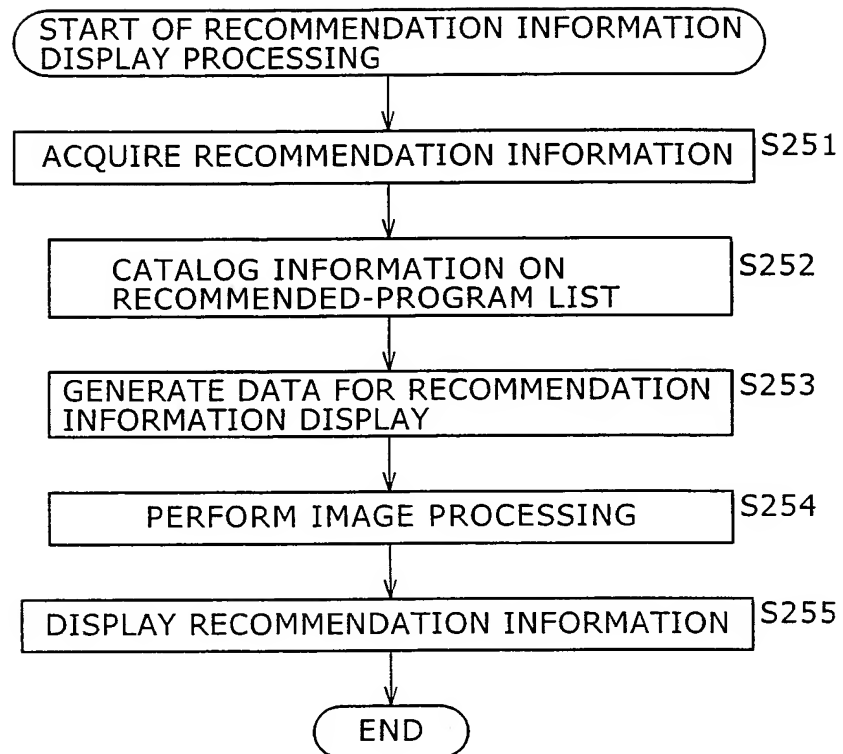 START OF RECOMMENDATION INFORMATION
DISPLAY PROCESSING
ACQUIRE RECOMMENDATION INFORMATION
S251
CATALOG INFORMATION ON
RECOMMENDED-PROGRAM LIST
S252
GENERATE DATA FOR RECOMMENDATION
INFORMATION DISPLAY
S253
PERFORM IMAGE PROCESSING
S254
DISPLAY RECOMMENDATION INFORMATION
S255
END